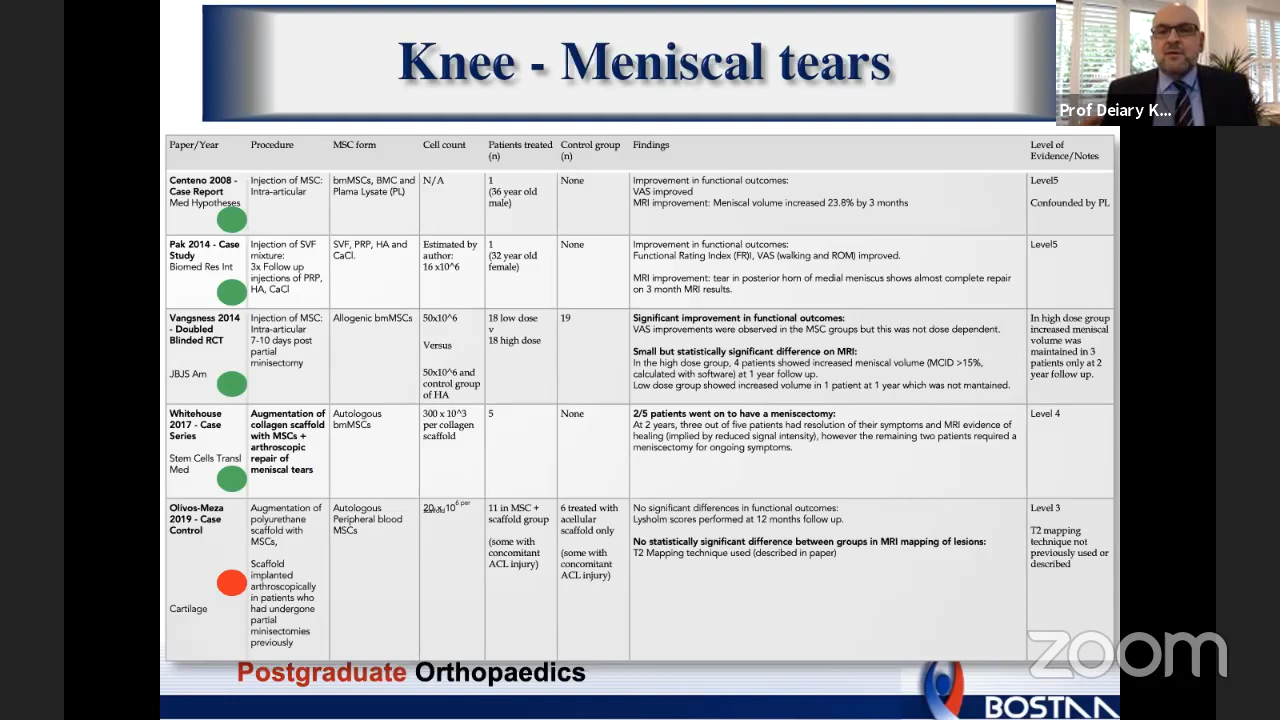 Knee - Meniscal tears
Prof Deiary K...
Paper/Year
Procedure
MSC form
Cell count
Patients treated
(n)
Control group
(n)
Findings
Level of
Evidence/Notes
Centeno 2008 -
Case Report
Med Hypotheses
Injection of MSC:
Intra-articular
bmMSCs, BMC and
Plama Lysate (PL)
N/A
1
(36 year old
male)
None
Improvement in functional outcomes:
VAS improved
MRI improvement: Meniscal volume increased 23.8% by 3 months
Level5
Confounded by PL
Pak 2014 - Case
Study
Biomed Res Int
Injection of SVF
mixture:
3x Follow up
injections of PRP,
HA, CaCl
SVF, PRP, HA and
CaCl.
Estimated by
author:
16 x10^6
1
(32 year old
female)
None
Improvement in functional outcomes:
Functional Rating Index (FR)I, VAS (walking and ROM) improved.
MRI improvement: tear in posterior horn of medial meniscus shows almost complete repair
on 3 month MRI results.
Level5
Vangsness 2014
- Doubled
Blinded RCT
JBJS Am
Injection of MSC:
Intra-articular
7-10 days post
partial
minisectomy
Allogenic bmMSCs
50x10^6
Versus
50x10^6 and
control group
of HA
18 low dose
v
18 high dose
19
Significant improvement in functional outcomes:
VAS improvements were observed in the MSC groups but this was not dose dependent.
Small but statistically significant difference on MRI:
In the high dose group, 4 patients showed increased meniscal volume (MCID >15%,
calculated with software) at 1 year follow up.
Low dose group showed increased volume in 1 patient at 1 year which was not mantained.
In high dose group
increased meniscal
volume was
maintained in 3
patients only at 2
year follow up.
Whitehouse
2017 - Case
Series
Stem Cells Transl
Med
Augmentation of
collagen scaffold
with MSCs +
arthroscopic
repair of
meniscal tears
Autologous
bmMSCs
300 x 10^3
per collagen
scaffold
5
None
2/5 patients went on to have a meniscectomy:
At 2 years, three out of five patients had resolution of their symptoms and MRI evidence of
healing (implied by reduced signal intensity), however the remaining two patients required a
meniscectomy for ongoing symptoms.
Level 4
Olivos-Meza
2019 - Case
Control
Cartilage
Augmentation of
polyurethane
scaffold with
MSCs,
Scaffold
implanted
arthroscopically
in patients who
had undergone
partial
minisectomies
previously
Autologous
Peripheral blood
MSCs
20 x 10^6 per
scaffold
11 in MSC +
scaffold group
(some with
concomitant
ACL injury)
6 treated with
acellular
scaffold only
(some with
concomitant
ACL injury)
No significant differences in functional outcomes:
Lysholm scores performed at 12 months follow up.
No statistically significant difference between groups in MRI mapping of lesions:
T2 Mapping technique used (described in paper)
Level 3
T2 mapping
technique not
previously used or
described
Postgraduate Orthopaedics
zoom